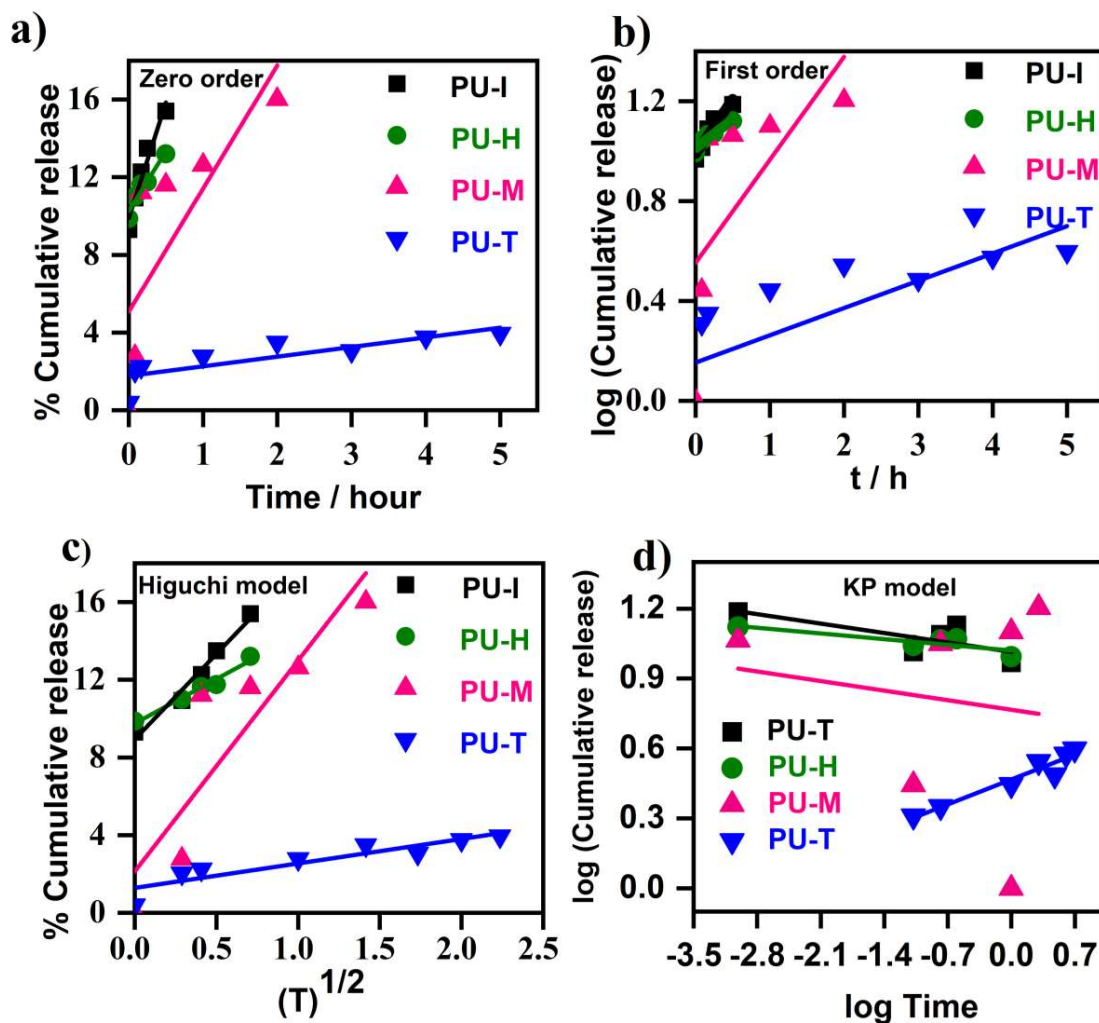 a)
Zero order
PU-I
PU-H
PU-M
PU-T
% Cumulative release
16
12
8
4
0
0 1 2 3 4 5
Time / hour
b)
First order
PU-I
PU-H
PU-M
PU-T
log (Cumulative release)
1.2
0.8
0.4
0.0
0 1 2 3 4 5
t / h
c)
Higuchi model
PU-I
PU-H
PU-M
PU-T
% Cumulative release
16
12
8
4
0
0.0 0.5 1.0 1.5 2.0 2.5
(T)1/2
d)
KP model
PU-T
PU-H
PU-M
PU-T
log (Cumulative release)
1.2
0.9
0.6
0.3
0.0
-3.5 -2.8 -2.1 -1.4 -0.7 0.0 0.7
log Time